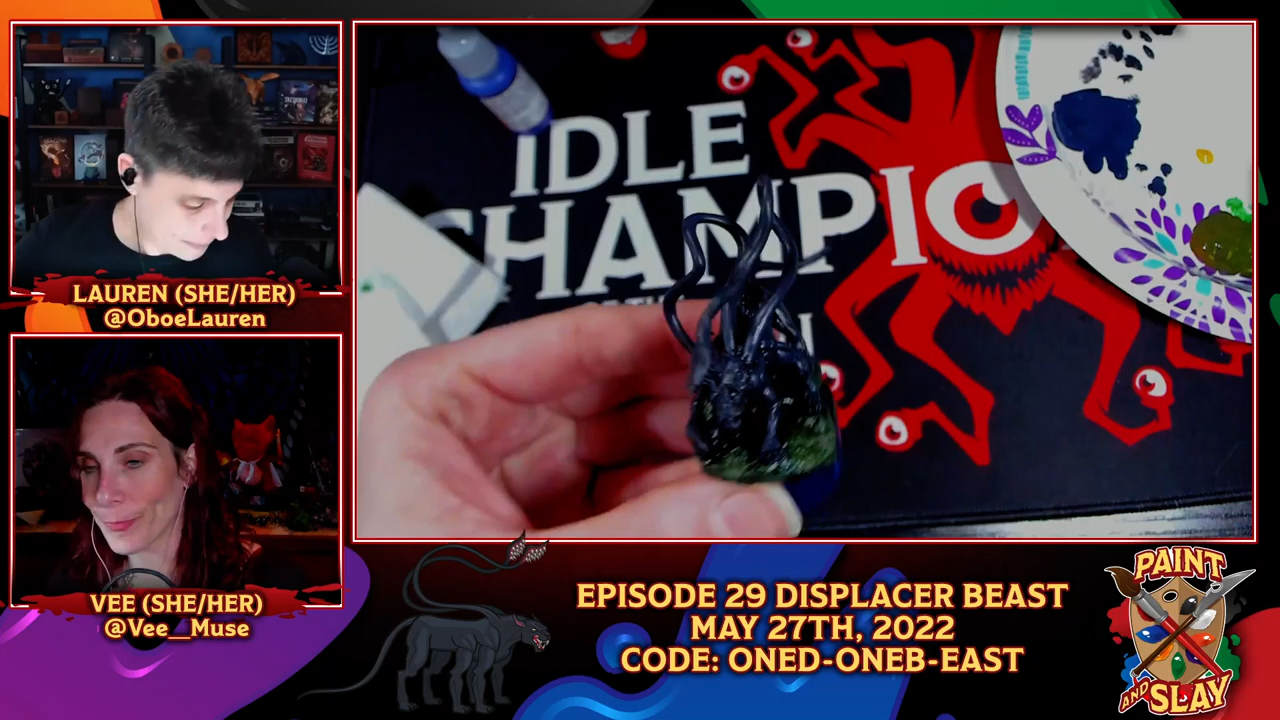 LAUREN (SHE/HER)
@OboeLauren
VEE (SHE/HER)
@Vee__Muse
IDLE
CHAMPIO
EPISODE 29 DISPLACER BEAST
MAY 27TH, 2022
CODE: ONED-ONEB-EAST
PAINT
AND SLAY